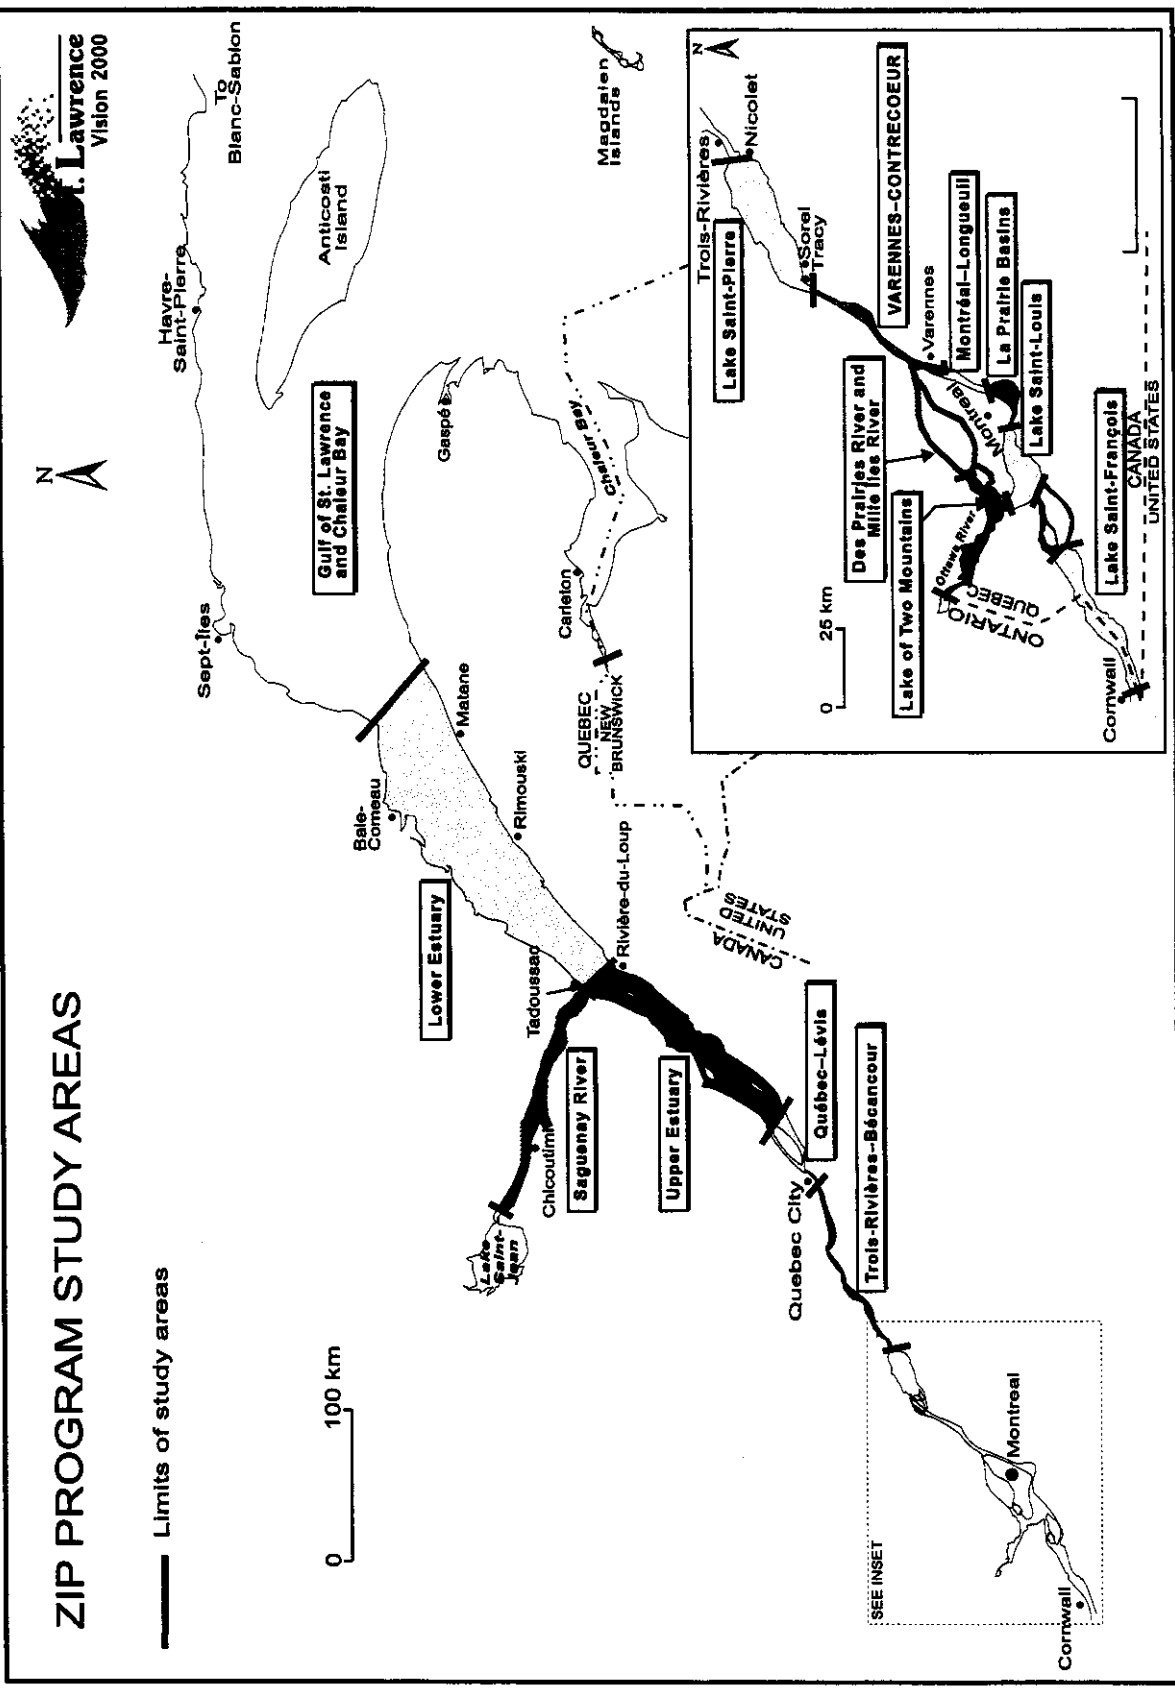 ZIP PROGRAM STUDY AREAS
Limits of study areas
0
100 km
N
St. Lawrence
Vision 2000
Sept-Îles
Havre-
Saint-Pierre
To
Blanc-Sablon
Anticosti
Island
Gulf of St. Lawrence
and Chaleur Bay
Baie-
Comeau
Matane
Gaspé
Lower Estuary
Rimouski
Carleton
Chaleur Bay
Magdalen
Islands
Lake
Saint-
Jean
Chicoutimi
Tadoussac
Saguenay River
Rivière-du-Loup
QUEBEC
NEW
BRUNSWICK
Upper Estuary
CANADA
UNITED
STATES
Quebec City
Québec–Lévis
Trois-Rivières–Bécancour
SEE INSET
Montreal
Cornwall
N
0
25 km
Trois-Rivières
Nicolet
Lake Saint-Pierre
Sorel
Tracy
VARENNES–CONTRECOEUR
Des Prairies River and
Mille Îles River
Varennes
Montréal–Longueuil
Lake of Two Mountains
Montreal
La Prairie Basins
Ottawa River
Lake Saint-Louis
ONTARIO
QUEBEC
Lake Saint-François
Cornwall
CANADA
UNITED STATES